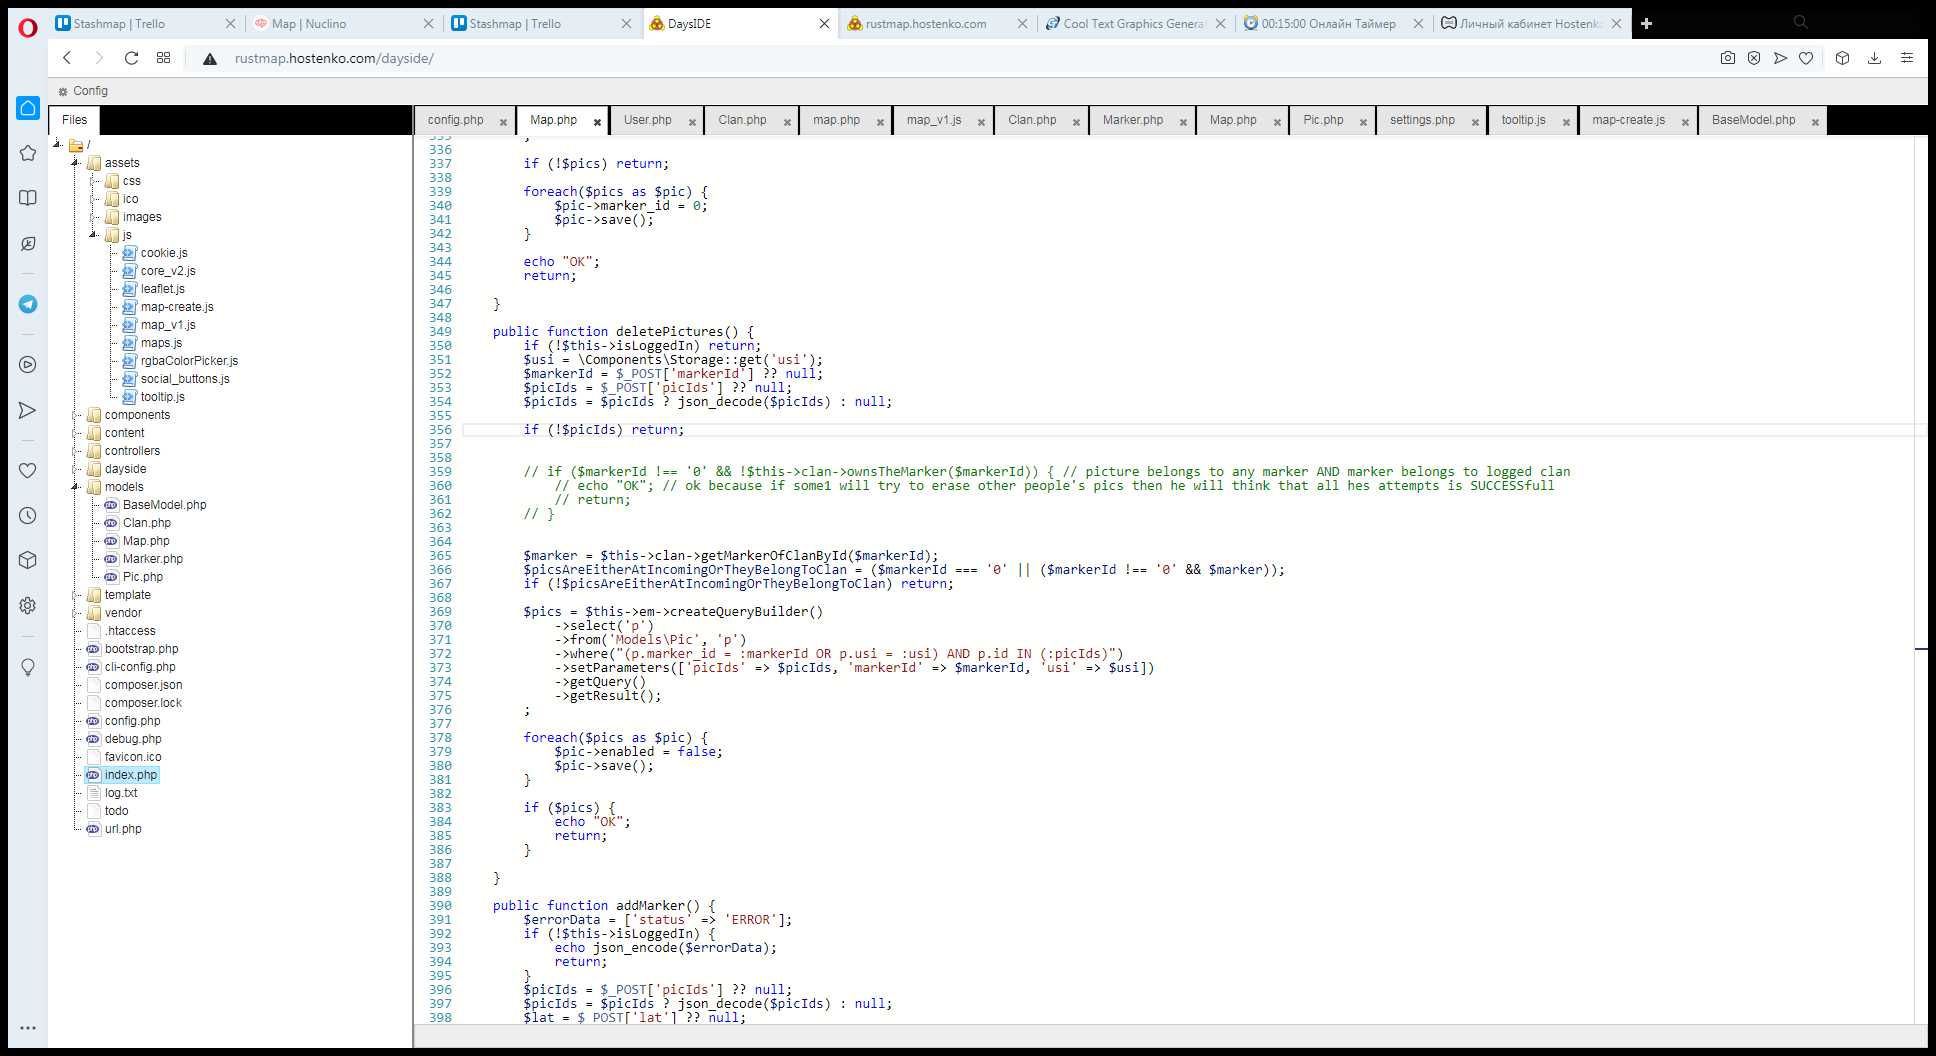 Stashmap | Trello
Map | Nuclino
Stashmap | Trello
DaysIDE
rustmap.hostenko.com
Cool Text Graphics Genera
00:15:00 Онлайн Таймер
Личный кабинет Hostenko
rustmap.hostenko.com/dayside/
Config
Files
config.php
Map.php
User.php
Clan.php
map.php
map_v1.js
Clan.php
Marker.php
Map.php
Pic.php
settings.php
tooltip.js
map-create.js
BaseModel.php
/
assets
css
ico
images
js
cookie.js
core_v2.js
leaflet.js
map-create.js
map_v1.js
maps.js
rgbaColorPicker.js
social_buttons.js
tooltip.js
components
content
controllers
dayside
models
BaseModel.php
Clan.php
Map.php
Marker.php
Pic.php
template
vendor
.htaccess
bootstrap.php
cli-config.php
composer.json
composer.lock
config.php
debug.php
favicon.ico
index.php
log.txt
todo
url.php
335 ;
336
337 if (!$pics) return;
338
339 foreach($pics as $pic) {
340 $pic->marker_id = 0;
341 $pic->save();
342 }
343
344 echo "OK";
345 return;
346
347 }
348
349 public function deletePictures() {
350 if (!$this->isLoggedIn) return;
351 $usi = \Components\Storage::get('usi');
352 $markerId = $_POST['markerId'] ?? null;
353 $picIds = $_POST['picIds'] ?? null;
354 $picIds = $picIds ? json_decode($picIds) : null;
355
356 if (!$picIds) return;
357
358
359 // if ($markerId !== '0' && !$this->clan->ownsTheMarker($markerId)) { // picture belongs to any marker AND marker belongs to logged clan
360 // echo "OK"; // ok because if some1 will try to erase other people's pics then he will think that all hes attempts is SUCCESSfull
361 // return;
362 // }
363
364
365 $marker = $this->clan->getMarkerOfClanById($markerId);
366 $picsAreEitherAtIncomingOrTheyBelongToClan = ($markerId === '0' || ($markerId !== '0' && $marker));
367 if (!$picsAreEitherAtIncomingOrTheyBelongToClan) return;
368
369 $pics = $this->em->createQueryBuilder()
370 ->select('p')
371 ->from('Models\Pic', 'p')
372 ->where("(p.marker_id = :markerId OR p.usi = :usi) AND p.id IN (:picIds)")
373 ->setParameters(['picIds' => $picIds, 'markerId' => $markerId, 'usi' => $usi])
374 ->getQuery()
375 ->getResult();
376 ;
377
378 foreach($pics as $pic) {
379 $pic->enabled = false;
380 $pic->save();
381 }
382
383 if ($pics) {
384 echo "OK";
385 return;
386 }
387
388 }
389
390 public function addMarker() {
391 $errorData = ['status' => 'ERROR'];
392 if (!$this->isLoggedIn) {
393 echo json_encode($errorData);
394 return;
395 }
396 $picIds = $_POST['picIds'] ?? null;
397 $picIds = $picIds ? json_decode($picIds) : null;
398 $lat = $_POST['lat'] ?? null;